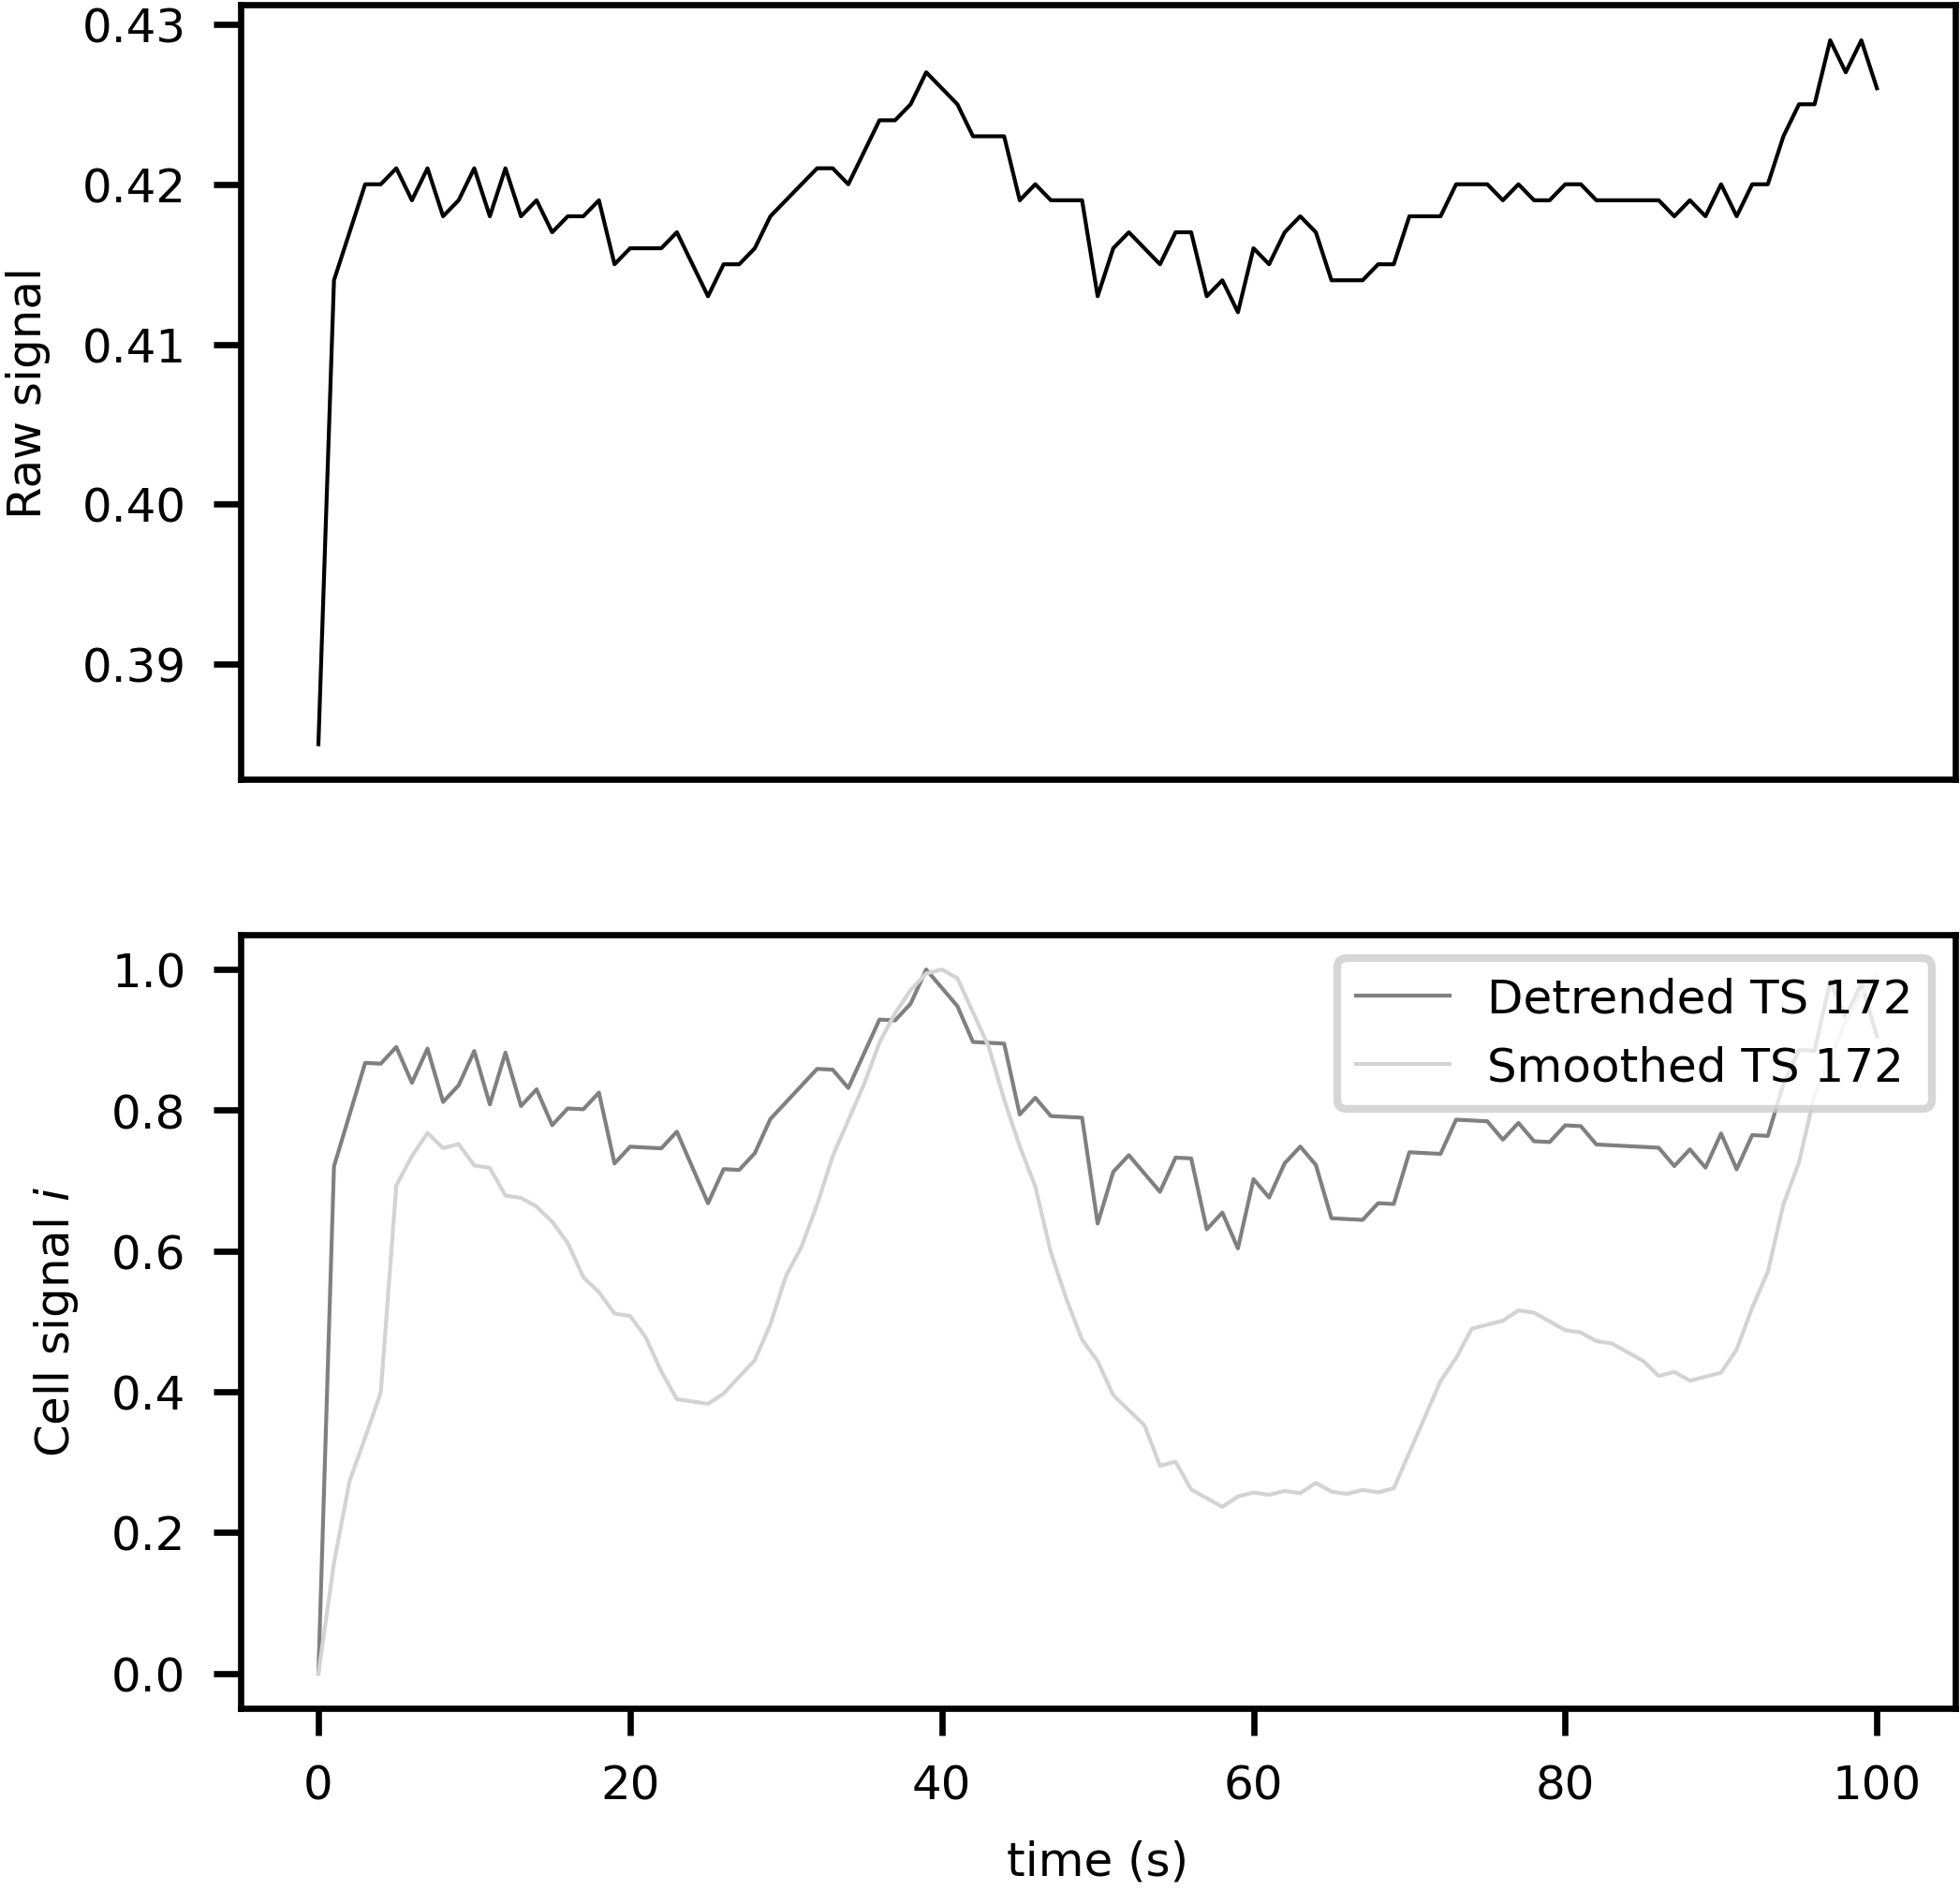 0.43
0.42
0.41
0.40
0.39
Raw signal
1.0
0.8
0.6
0.4
0.2
0.0
Cell signal i
Detrended TS 172
Smoothed TS 172
0 20 40 60 80 100
time (s)